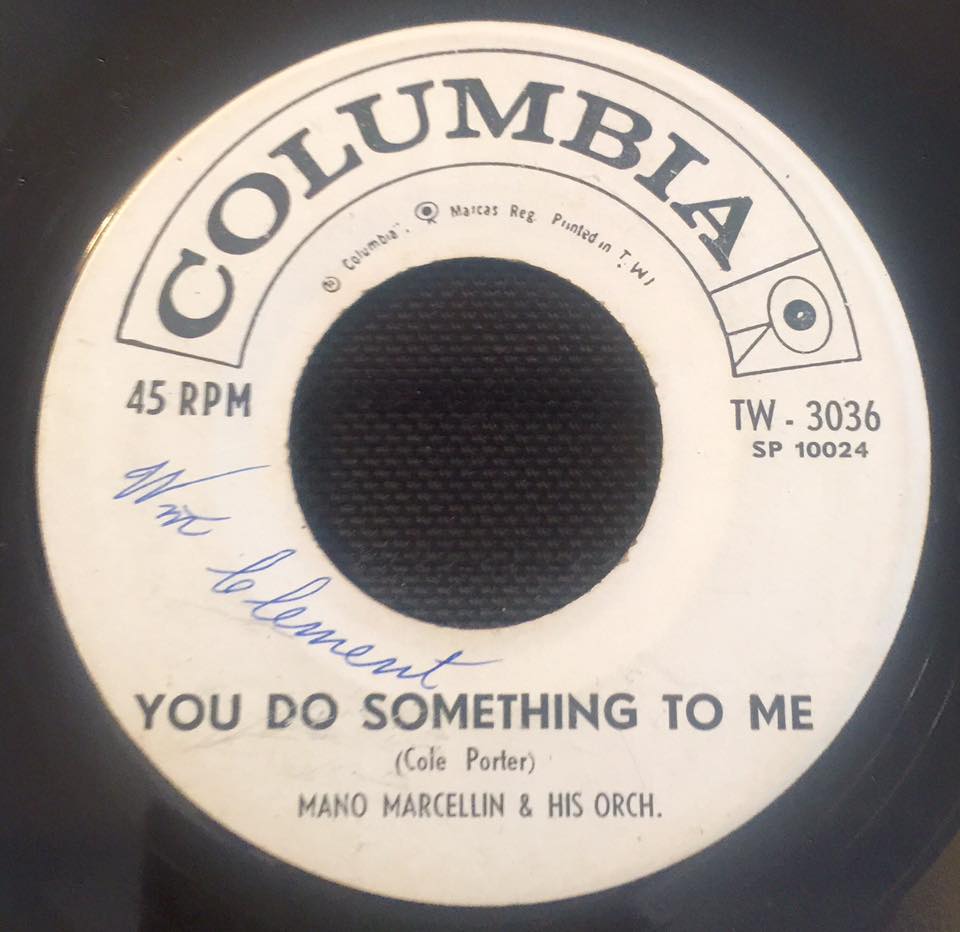 COLUMBIA
® Columbia", Marcas Reg. Printed in T.W.I
45 RPM
TW - 3036
SP 10024
Wm Clement
YOU DO SOMETHING TO ME
(Cole Porter)
MANO MARCELLIN & HIS ORCH.